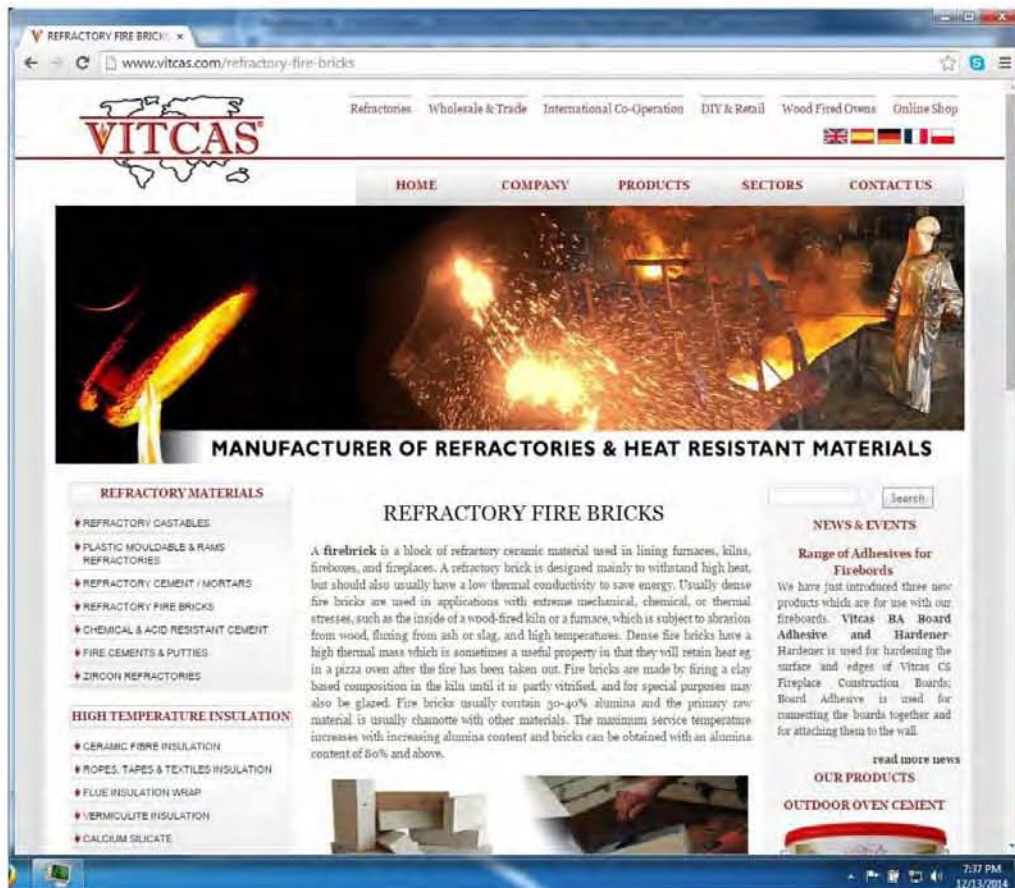 REFRACTORY FIRE BRICK
www.vitcas.com/refractory-fire-bricks
VITCAS
Refractories Wholesale & Trade International Co-Operation DIY & Retail Wood Fired Ovens Online Shop
HOME COMPANY PRODUCTS SECTORS CONTACT US
MANUFACTURER OF REFRACTORIES & HEAT RESISTANT MATERIALS
REFRACTORY MATERIALS
REFRACTORY CASTABLES
PLASTIC MOULDABLE & RAMS
REFRACTORIES
REFRACTORY CEMENT / MORTARS
REFRACTORY FIRE BRICKS
CHEMICAL & ACID RESISTANT CEMENT
FIRE CEMENTS & PUTTIES
ZIRCON REFRACTORIES
HIGH TEMPERATURE INSULATION
CERAMIC FIBRE INSULATION
ROPES, TAPES & TEXTILES INSULATION
FLUE INSULATION WRAP
VERMICULITE INSULATION
CALCIUM SILICATE
REFRACTORY FIRE BRICKS
A firebrick is a block of refractory ceramic material used in lining furnaces, kilns,
fireboxes, and fireplaces. A refractory brick is designed mainly to withstand high heat,
but should also usually have a low thermal conductivity to save energy. Usually dense
fire bricks are used in applications with extreme mechanical, chemical, or thermal
stresses, such as the inside of a wood-fired kiln or a furnace, which is subject to abrasion
from wood, fluxing from ash or slag, and high temperatures. Dense fire bricks have a
high thermal mass which is sometimes a useful property in that they will retain heat eg
in a pizza oven after the fire has been taken out. Fire bricks are made by firing a clay
based composition in the kiln until it is partly vitrified, and for special purposes may
also be glazed. Fire bricks usually contain 30-40% alumina and the primary raw
material is usually chamotte with other materials. The maximum service temperature
increases with increasing alumina content and bricks can be obtained with an alumina
content of 80% and above.
Search
NEWS & EVENTS
Range of Adhesives for
Firebords
We have just introduced three new
products which are for use with our
fireboards. Vitcas BA Board
Adhesive and Hardener-
Hardener is used for hardening the
surface and edges of Vitcas CS
Fireplace Construction Boards;
Board Adhesive is used for
connecting the boards together and
for attaching them to the wall.
read more news
OUR PRODUCTS
OUTDOOR OVEN CEMENT
7:37 PM
12/13/2014